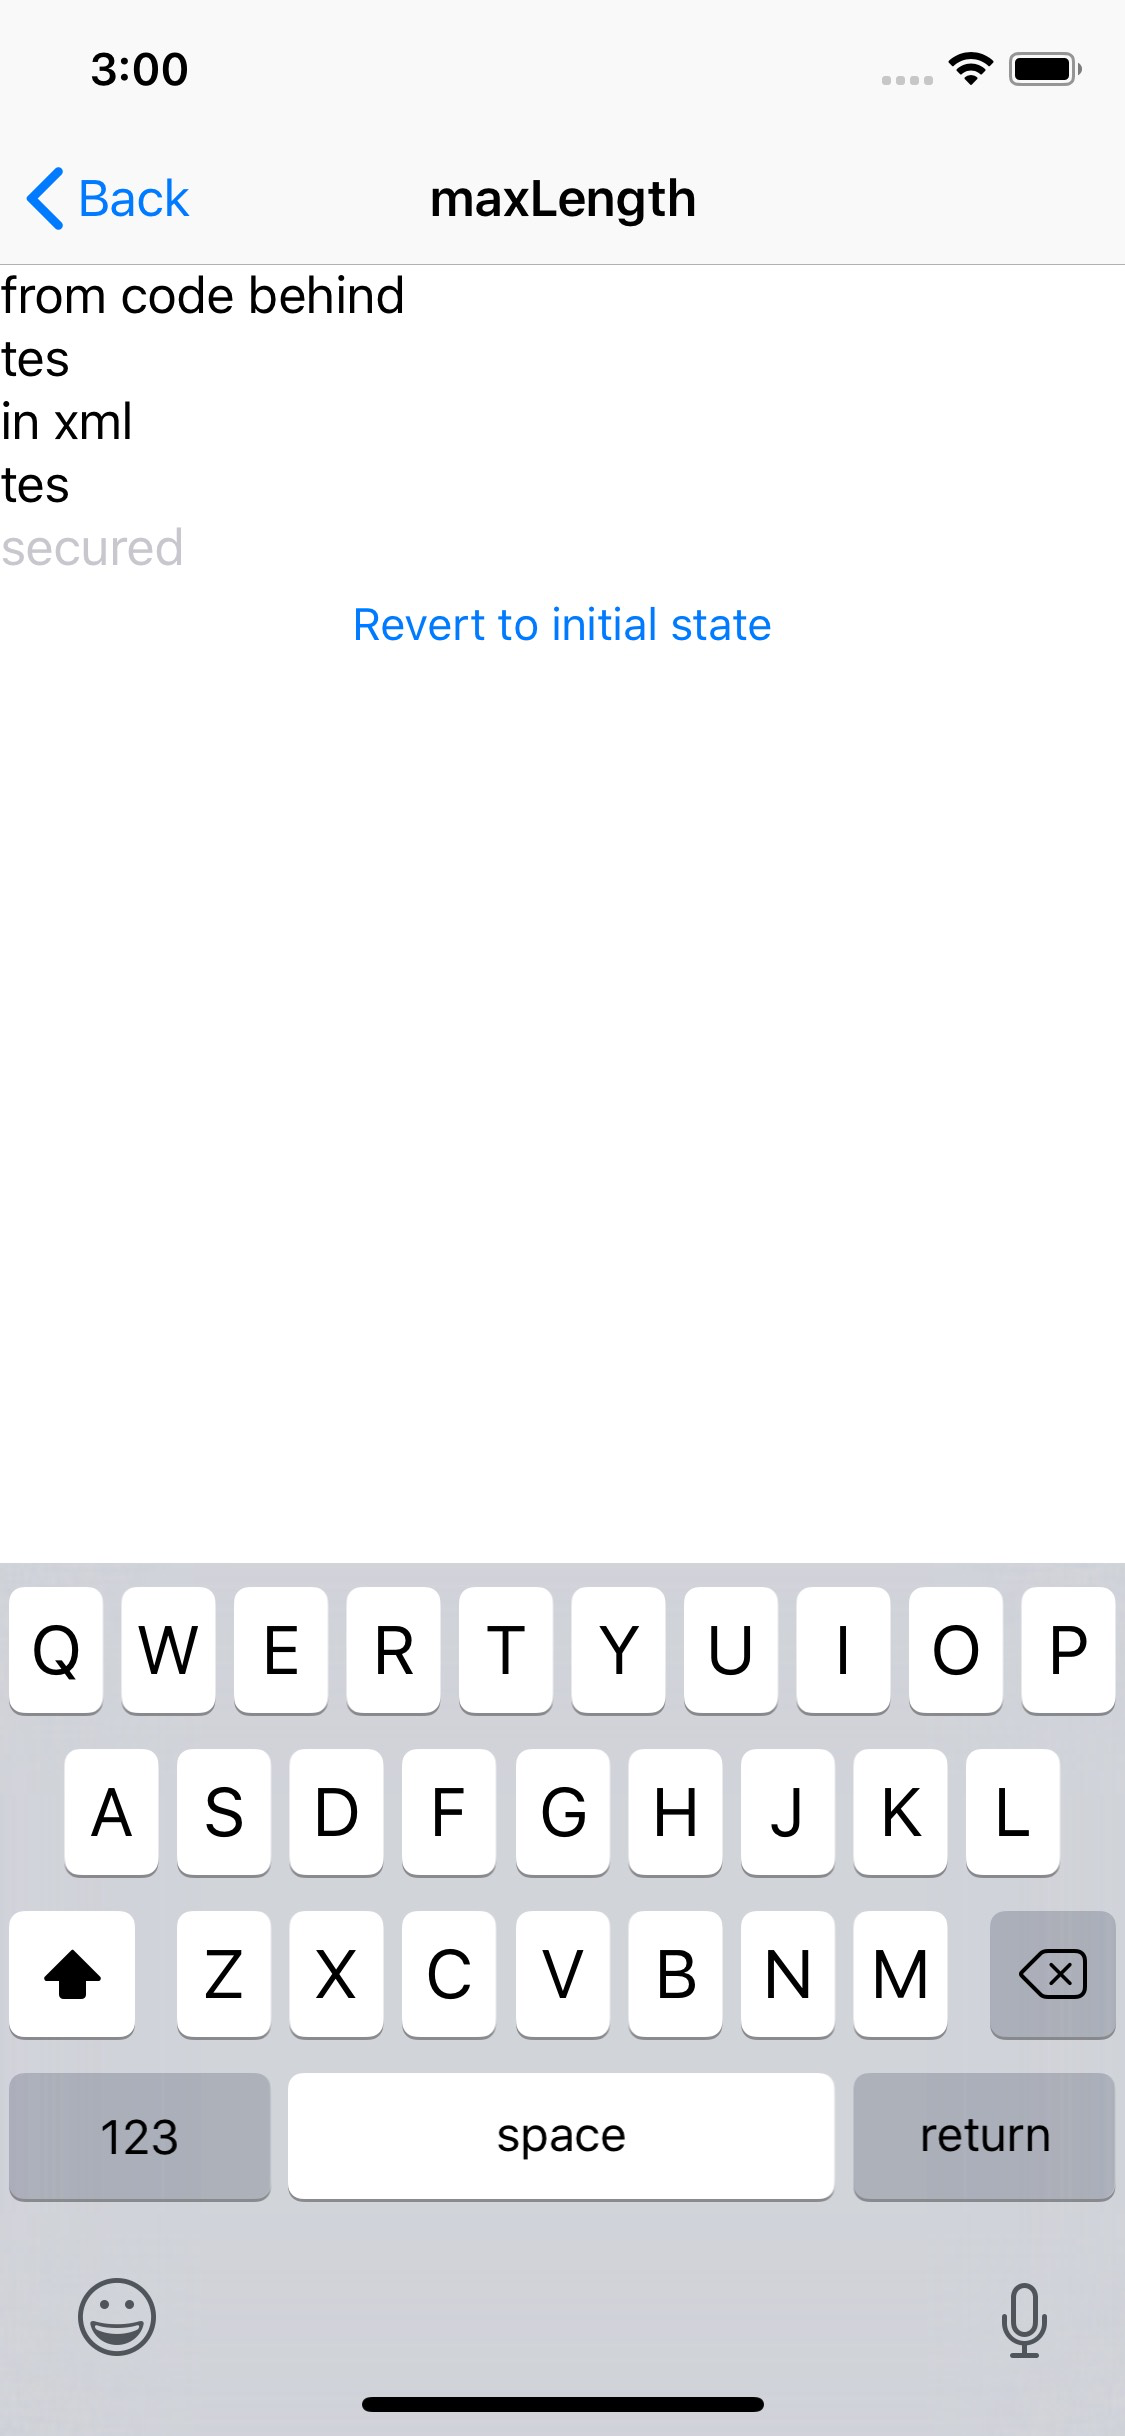 3:00
Back maxLength
from code behind
tes
in xml
tes
secured
Revert to initial state
Q W E R T Y U I O P
A S D F G H J K L
Z X C V B N M
123 space return